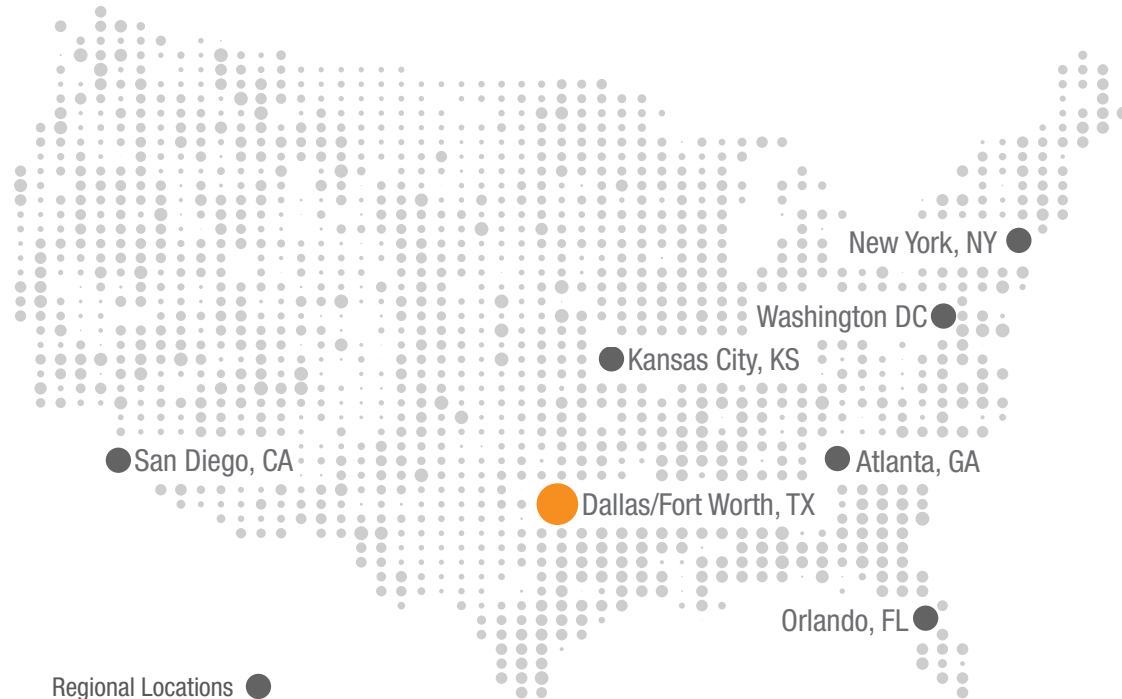 New York, NY
Washington DC
Kansas City, KS
San Diego, CA
Atlanta, GA
Dallas/Fort Worth, TX
Orlando, FL
Regional Locations